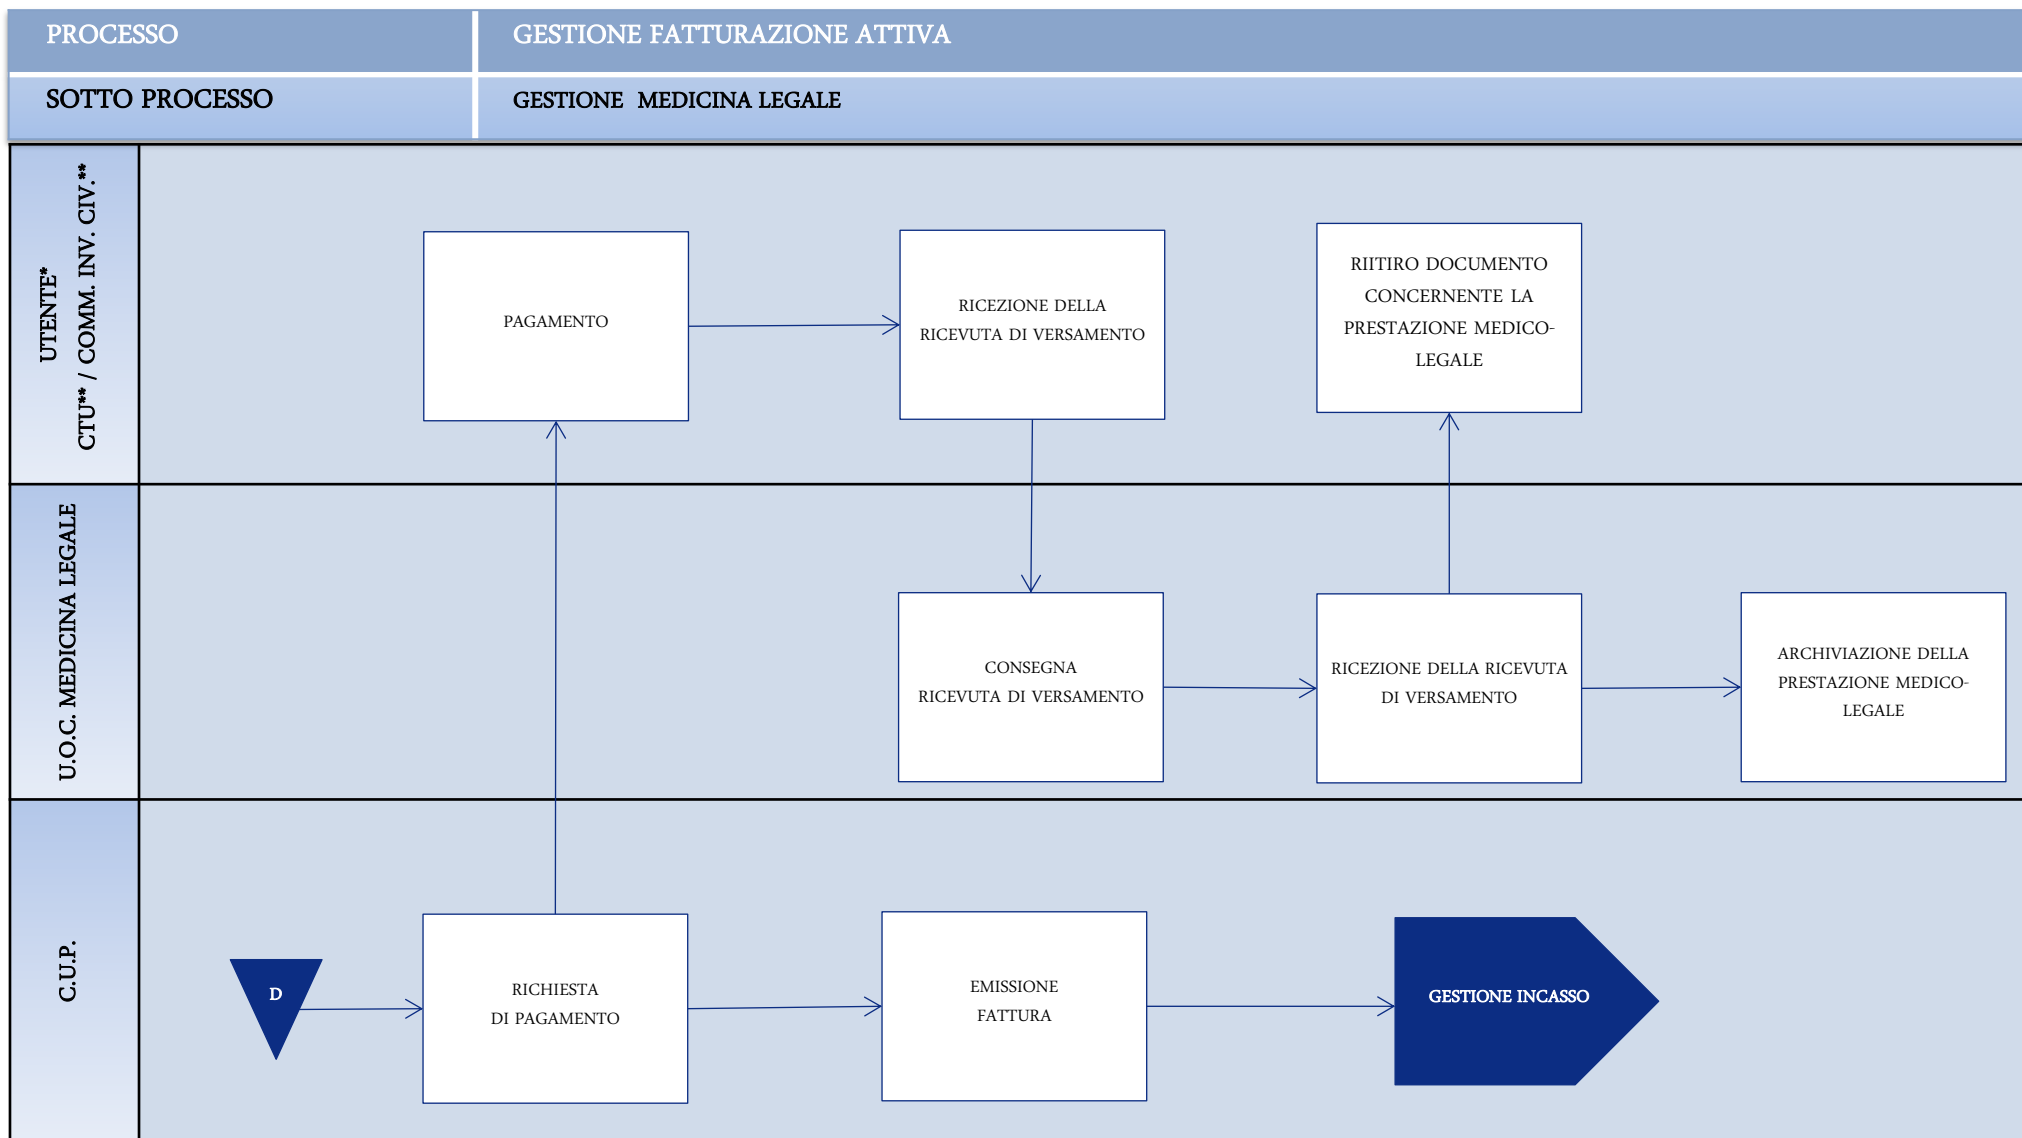 PROCESSO
GESTIONE FATTURAZIONE ATTIVA
SOTTO PROCESSO
GESTIONE MEDICINA LEGALE
UTENTE*
CTU** / COMM. INV. CIV.**
PAGAMENTO
RICEZIONE DELLA
RICEVUTA DI VERSAMENTO
RIITIRO DOCUMENTO
CONCERNENTE LA
PRESTAZIONE MEDICO-
LEGALE
U.O.C. MEDICINA LEGALE
CONSEGNA
RICEVUTA DI VERSAMENTO
RICEZIONE DELLA RICEVUTA
DI VERSAMENTO
ARCHIVIAZIONE DELLA
PRESTAZIONE MEDICO-
LEGALE
C.U.P.
D
RICHIESTA
DI PAGAMENTO
EMISSIONE
FATTURA
GESTIONE INCASSO